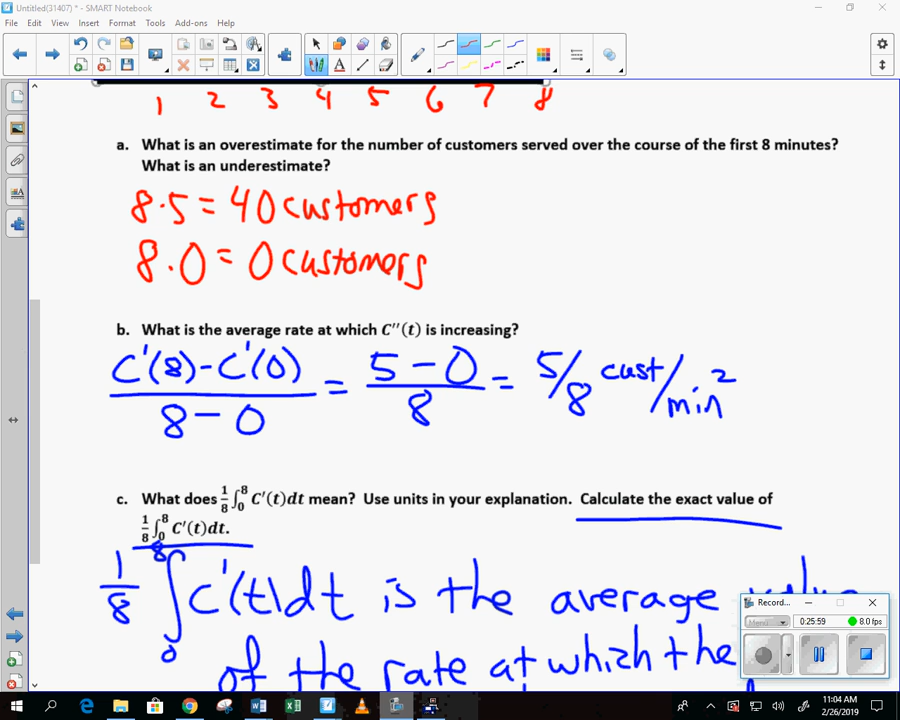 Untitled(31407) * - SMART Notebook
File Edit View Insert Format Tools Add-ons Help
1 2 3 4 5 6 7 8
a. What is an overestimate for the number of customers served over the course of the first 8 minutes?
What is an underestimate?
8·5 = 40 customers
8·0 = 0 customers
b. What is the average rate at which C''(t) is increasing?
C'(8)-C'(0) / 8-0 = 5-0 / 8 = 5/8 cust/min²
c. What does 1/8 ∫₀⁸ C'(t)dt mean? Use units in your explanation. Calculate the exact value of
1/8 ∫₀⁸ C'(t)dt.
1/8 ∫₀⁸ C'(t)dt is the average
of the rate at which the
Record...
Menu 0:25:59 8.0 fps
11:04 AM
2/26/2019